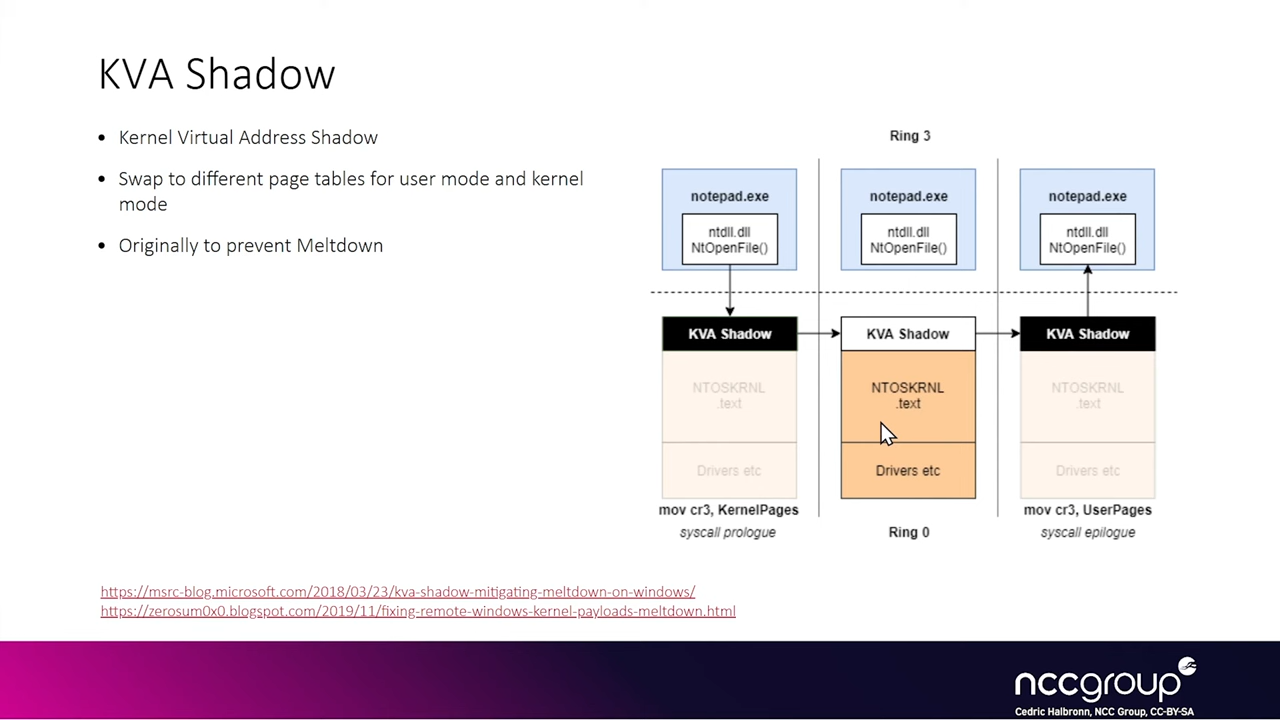 KVA Shadow
• Kernel Virtual Address Shadow
• Swap to different page tables for user mode and kernel
mode
• Originally to prevent Meltdown
Ring 3
notepad.exe
ntdll.dll
NtOpenFile()
notepad.exe
ntdll.dll
NtOpenFile()
notepad.exe
ntdll.dll
NtOpenFile()
KVA Shadow
NTOSKRNL
.text
Drivers etc
mov cr3, KernelPages
syscall prologue
KVA Shadow
NTOSKRNL
.text
Drivers etc
Ring 0
KVA Shadow
NTOSKRNL
.text
Drivers etc
mov cr3, UserPages
syscall epilogue
https://msrc-blog.microsoft.com/2018/03/23/kva-shadow-mitigating-meltdown-on-windows/
https://zerosum0x0.blogspot.com/2019/11/fixing-remote-windows-kernel-payloads-meltdown.html
nccgroup
Cedric Halbronn, NCC Group, CC-BY-SA